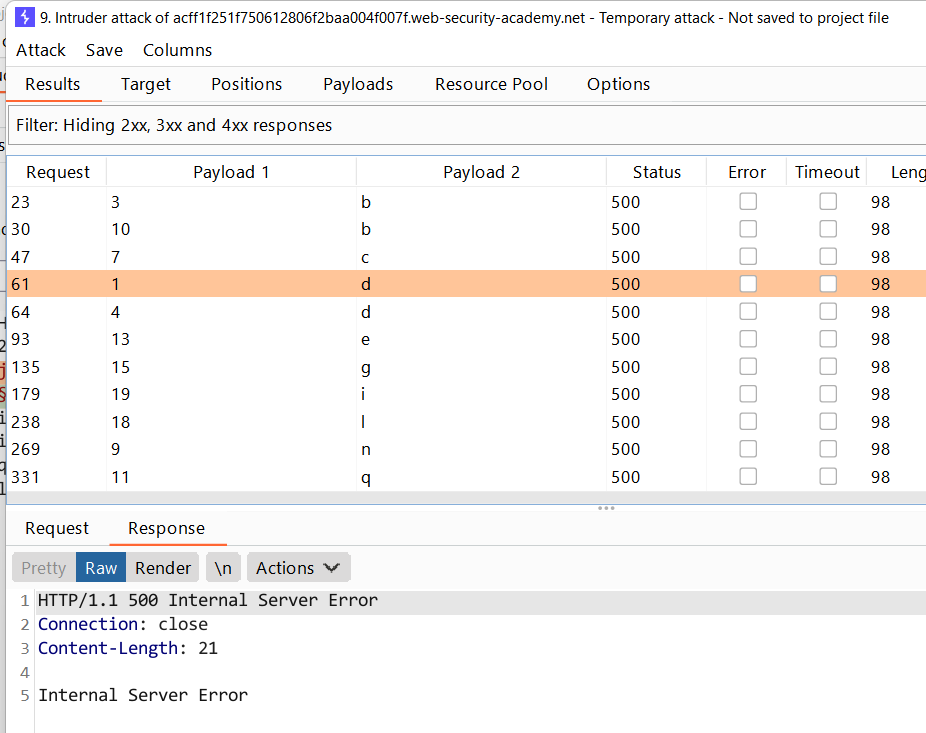 9. Intruder attack of acff1f251f750612806f2baa004f007f.web-security-academy.net - Temporary attack - Not saved to project file
Attack Save Columns
Results Target Positions Payloads Resource Pool Options
Filter: Hiding 2xx, 3xx and 4xx responses
Request Payload 1 Payload 2 Status Error Timeout Leng
23 3 b 500 98
30 10 b 500 98
47 7 c 500 98
61 1 d 500 98
64 4 d 500 98
93 13 e 500 98
135 15 g 500 98
179 19 i 500 98
238 18 l 500 98
269 9 n 500 98
331 11 q 500 98
Request Response
Pretty Raw Render \n Actions
1 HTTP/1.1 500 Internal Server Error
2 Connection: close
3 Content-Length: 21
4
5 Internal Server Error